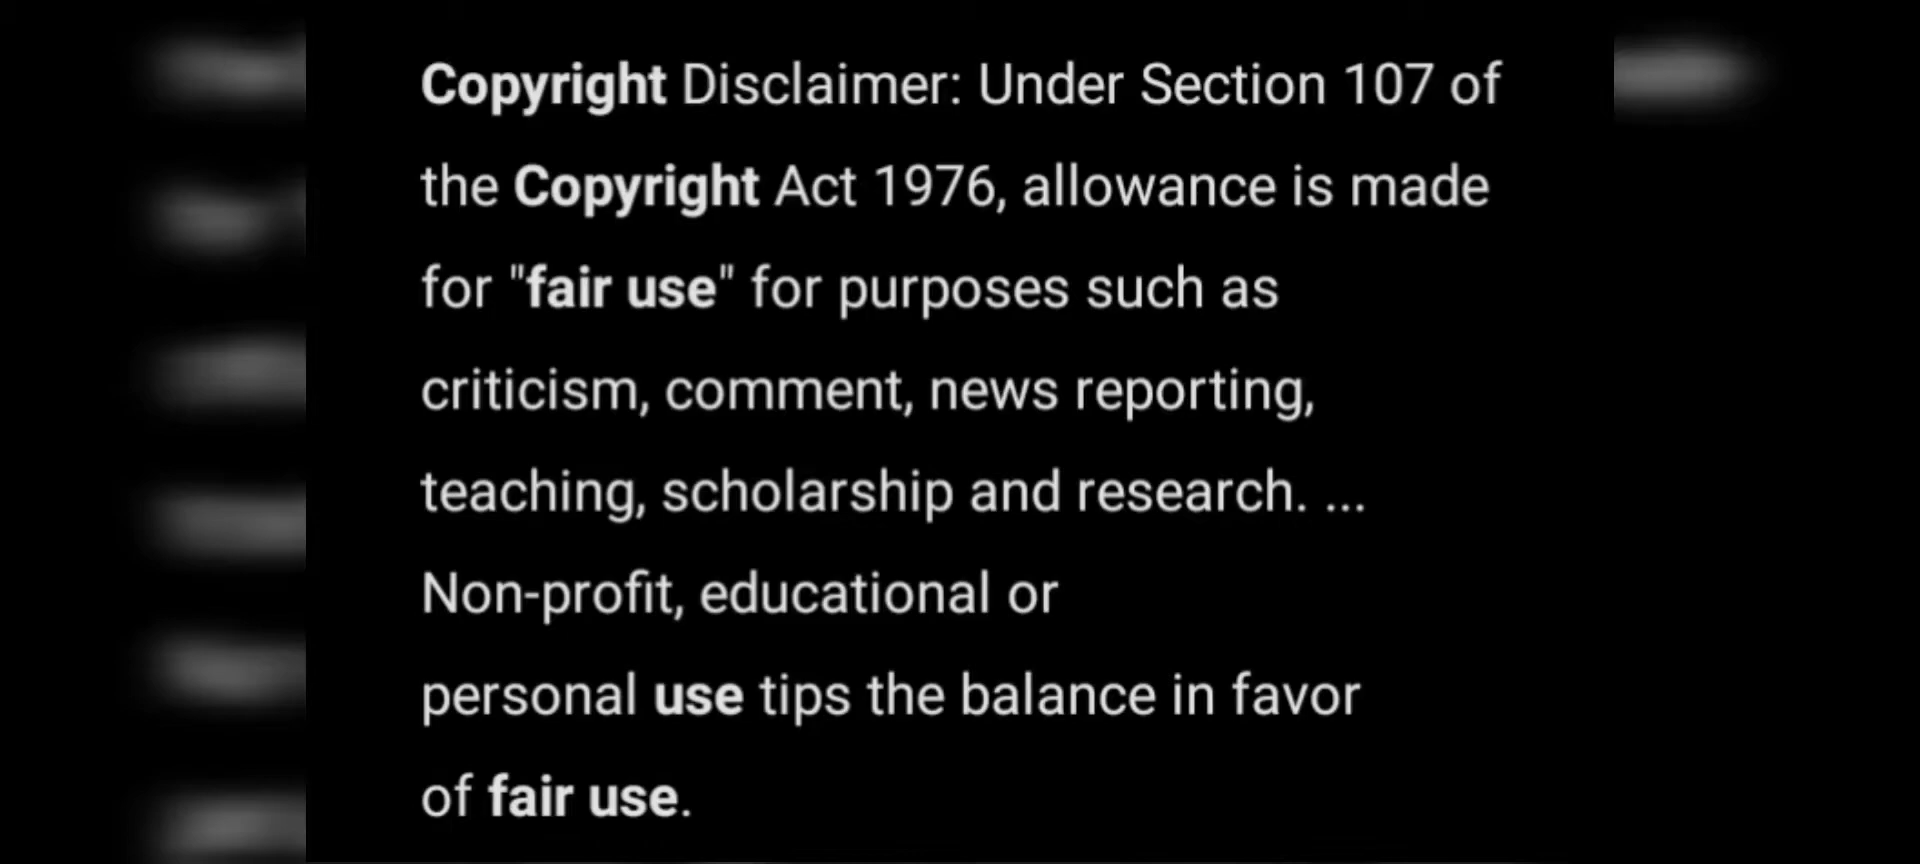 Copyright Disclaimer: Under Section 107 of
the Copyright Act 1976, allowance is made
for "fair use" for purposes such as
criticism, comment, news reporting,
teaching, scholarship and research. ...
Non-profit, educational or
personal use tips the balance in favor
of fair use.